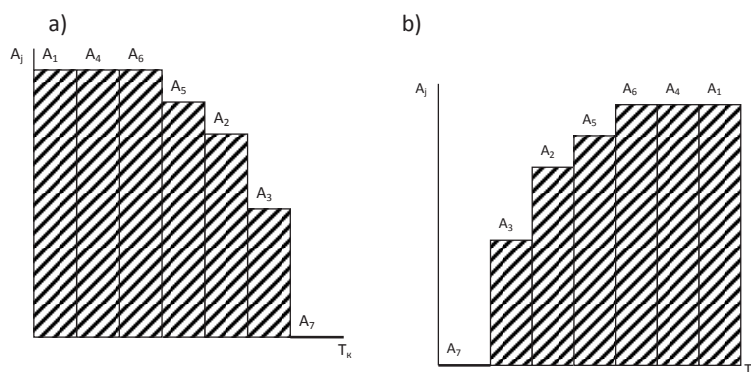 a)
A₁ A₄ A₆
Aⱼ
A₅
A₂
A₃
A₇
Tк
b)
Aⱼ
A₆ A₄ A₁
A₅
A₂
A₃
A₇
T